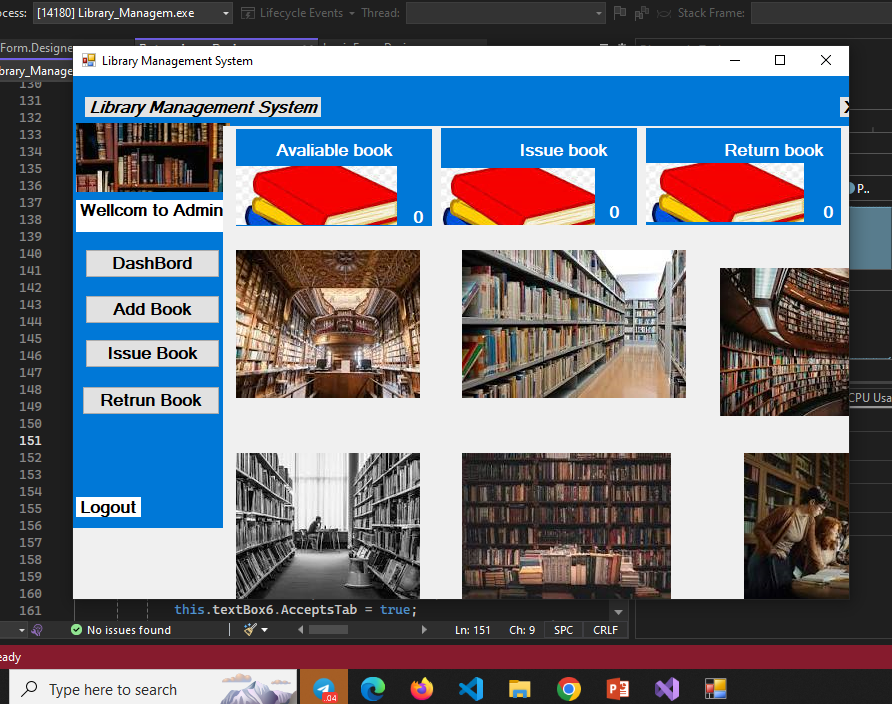 cess: [14180] Library_Managem.exe Lifecycle Events Thread: Stack Frame:
Form.Designe
brary_Manage
Library Management System
Library Management System
X
Avaliable book
0
Issue book
0
Return book
0
Wellcom to Admin
DashBord
Add Book
Issue Book
Retrun Book
Logout
P..
CPU Usa
130
131
132
133
134
135
136
137
138
139
140
141
142
143
144
145
146
147
148
149
150
151
152
153
154
155
156
157
158
159
160
161
this.textBox6.AcceptsTab = true;
No issues found Ln: 151 Ch: 9 SPC CRLF
eady
Type here to search
.04